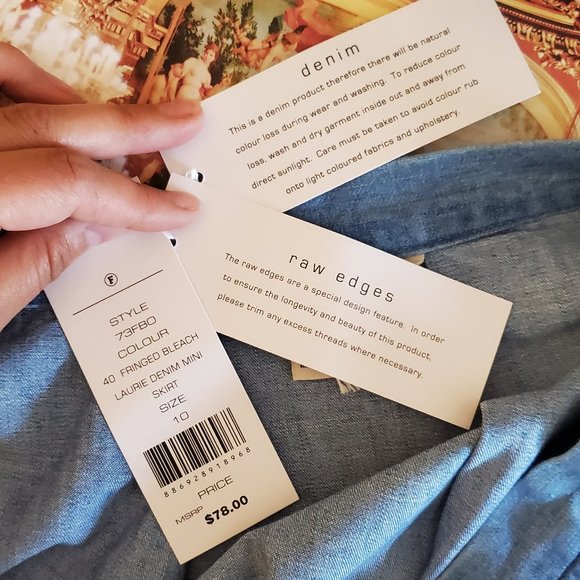 denim
This is a denim product therefore there will be natural
colour loss during wear and washing. To reduce colour
loss, wash and dry garment inside out and away from
direct sunlight. Care must be taken to avoid colour rub
onto light coloured fabrics and upholstery.
raw edges
The raw edges are a special design feature. In order
to ensure the longevity and beauty of this product,
please trim any excess threads where necessary.
F
STYLE
73FBO
COLOUR
40 FRINGED BLEACH
LAURIE DENIM MINI
SKIRT
SIZE
10
886928918968
PRICE
MSRP $78.00